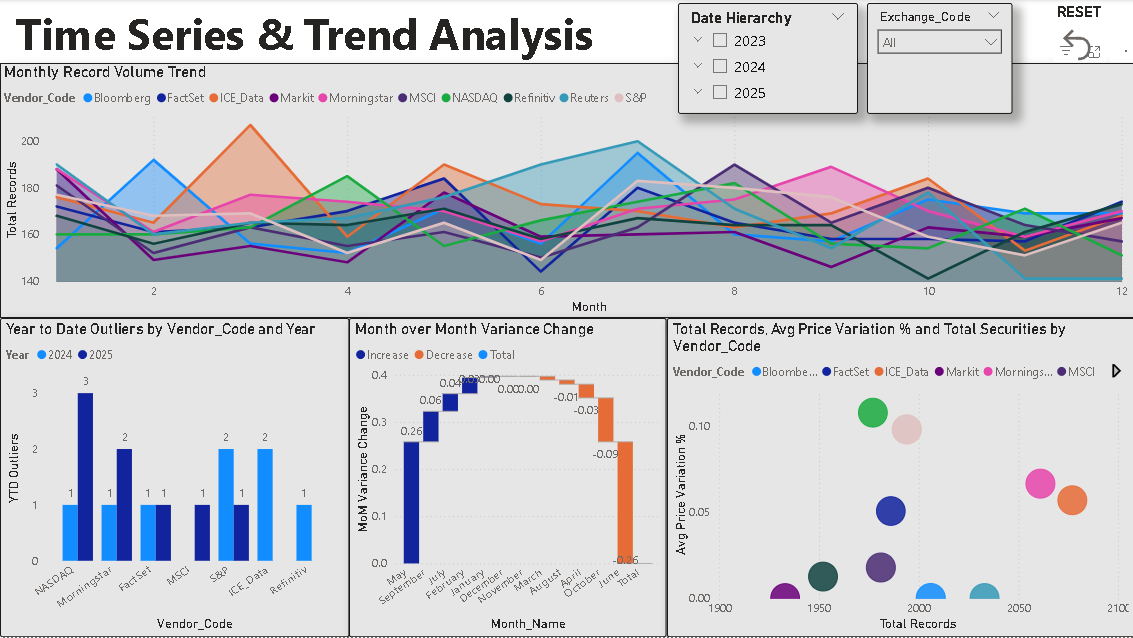 Time Series & Trend Analysis
Date Hierarchy
2023
2024
2025
Exchange_Code
All
RESET
Monthly Record Volume Trend
Vendor_Code Bloomberg FactSet ICE_Data Markit Morningstar MSCI NASDAQ Refinitiv Reuters S&P
Total Records
200
180
160
140
2 4 6 8 10 12
Month
Year to Date Outliers by Vendor_Code and Year
Year 2024 2025
YTD Outliers
3
2
1
0
1 3 1 2 1 1 1 2 1 2 1
NASDAQ
Morningstar
FactSet
MSCI
S&P
ICE_Data
Refinitiv
Vendor_Code
Month over Month Variance Change
Increase Decrease Total
MoM Variance Change
0.4
0.3
0.2
0.1
0.0
0.26
0.06
0.04
0.03
0.00
0.00
0.00
-0.01
-0.03
-0.09
-0.26
May
September
July
February
January
December
November
March
August
April
October
June
Total
Month_Name
Total Records, Avg Price Variation % and Total Securities by
Vendor_Code
Vendor_Code Bloombe... FactSet ICE_Data Markit Mornings... MSCI
Avg Price Variation %
0.10
0.05
0.00
1900 1950 2000 2050 2100
Total Records